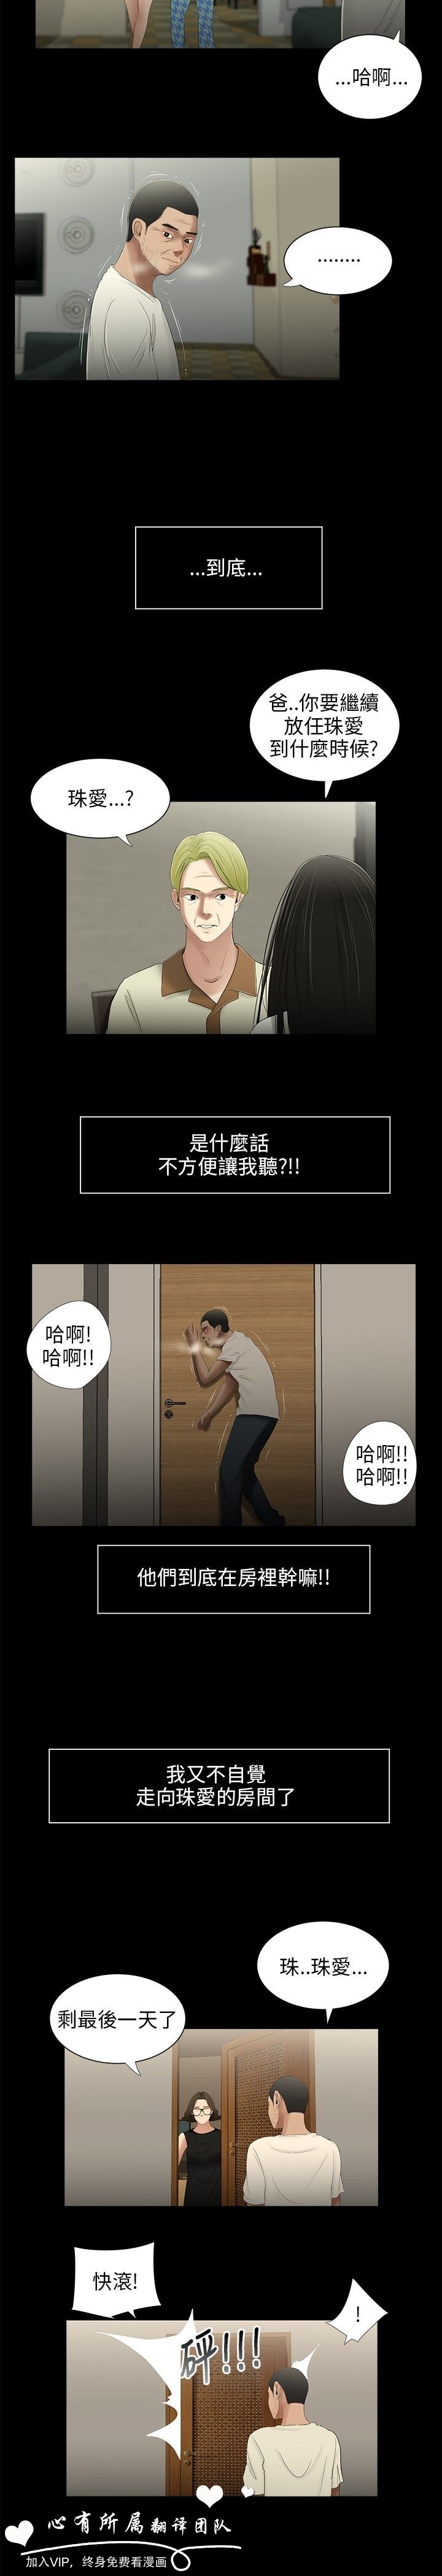 ...哈啊...
........
...到底...
爸..你要繼續
放任珠愛
到什麼時候?
珠愛...?
是什麼話
不方便讓我聽?!!
哈啊!
哈啊!!
哈啊!!
哈啊!!
他們到底在房裡幹嘛!!
我又不自覺
走向珠愛的房間了
珠..珠愛...
剩最後一天了
快滾!
!
砰!!!
心有所属翻译团队
加入VIP，终身免费看漫画